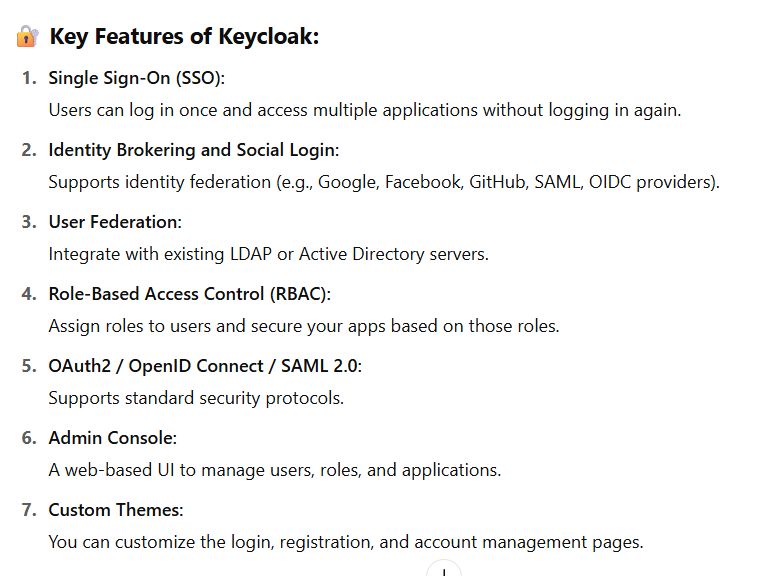 🔐 Key Features of Keycloak:
1. Single Sign-On (SSO):
Users can log in once and access multiple applications without logging in again.
2. Identity Brokering and Social Login:
Supports identity federation (e.g., Google, Facebook, GitHub, SAML, OIDC providers).
3. User Federation:
Integrate with existing LDAP or Active Directory servers.
4. Role-Based Access Control (RBAC):
Assign roles to users and secure your apps based on those roles.
5. OAuth2 / OpenID Connect / SAML 2.0:
Supports standard security protocols.
6. Admin Console:
A web-based UI to manage users, roles, and applications.
7. Custom Themes:
You can customize the login, registration, and account management pages.